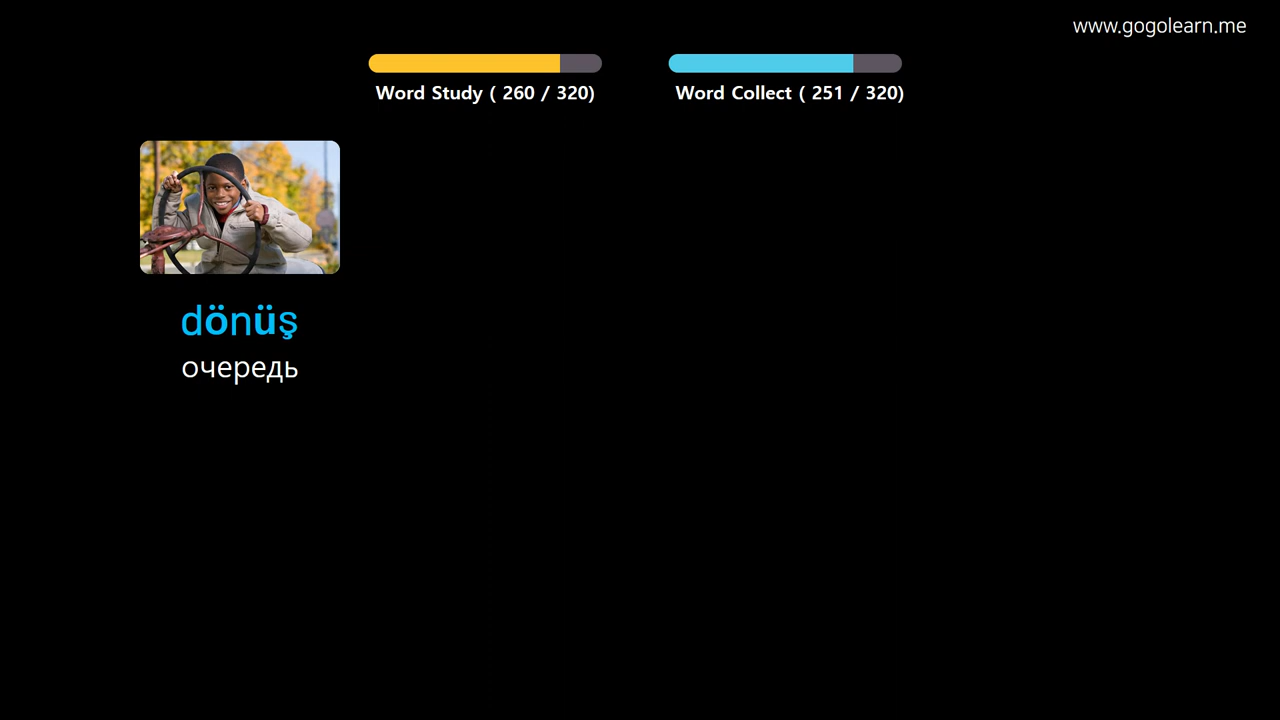 www.gogolearn.me
Word Study ( 260 / 320)
Word Collect ( 251 / 320)
dönüş
очередь